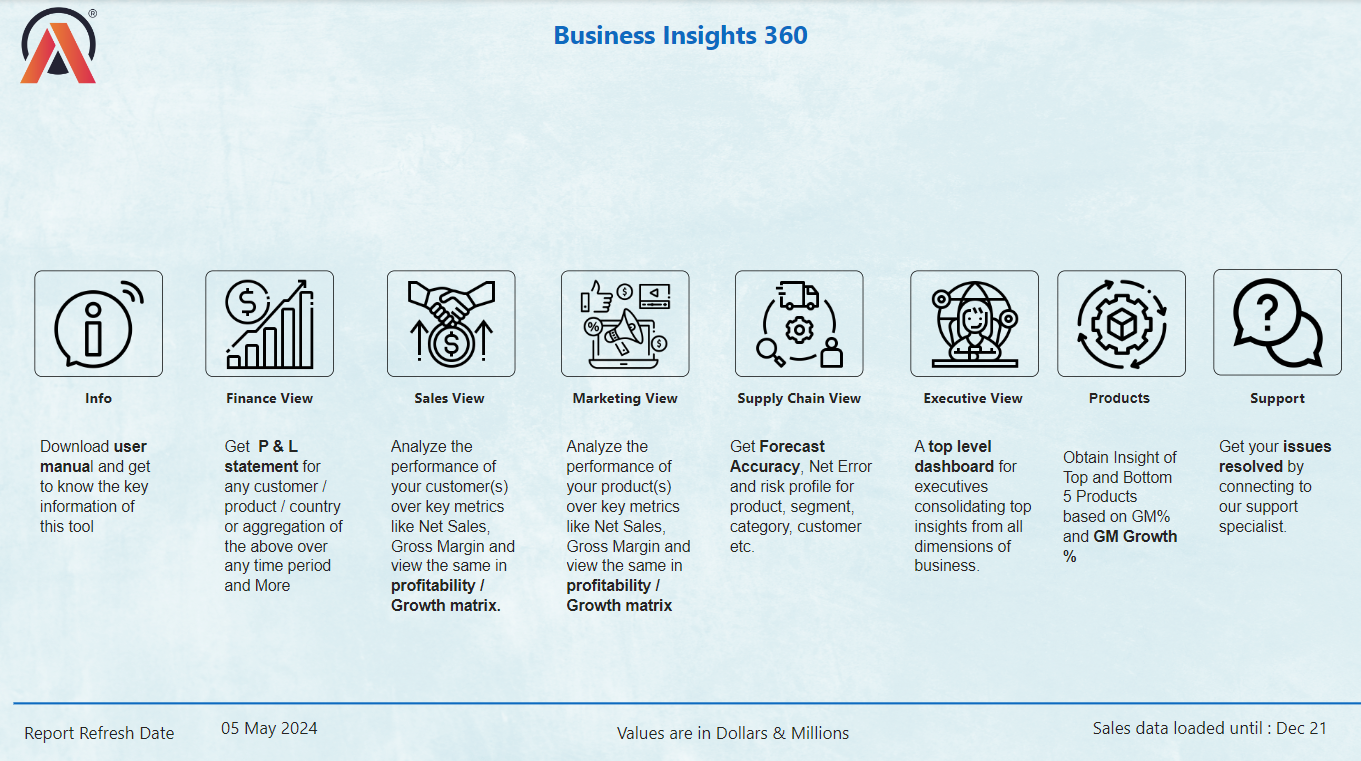 ®
Business Insights 360
Info
Download user
manual and get
to know the key
information of
this tool
Finance View
Get P & L
statement for
any customer /
product / country
or aggregation of
the above over
any time period
and More
Sales View
Analyze the
performance of
your customer(s)
over key metrics
like Net Sales,
Gross Margin and
view the same in
profitability /
Growth matrix.
Marketing View
Analyze the
performance of
your product(s)
over key metrics
like Net Sales,
Gross Margin and
view the same in
profitability /
Growth matrix
Supply Chain View
Get Forecast
Accuracy, Net Error
and risk profile for
product, segment,
category, customer
etc.
Executive View
A top level
dashboard for
executives
consolidating top
insights from all
dimensions of
business.
Products
Obtain Insight of
Top and Bottom
5 Products
based on GM%
and GM Growth
%
Support
Get your issues
resolved by
connecting to
our support
specialist.
Report Refresh Date
05 May 2024
Values are in Dollars & Millions
Sales data loaded until : Dec 21